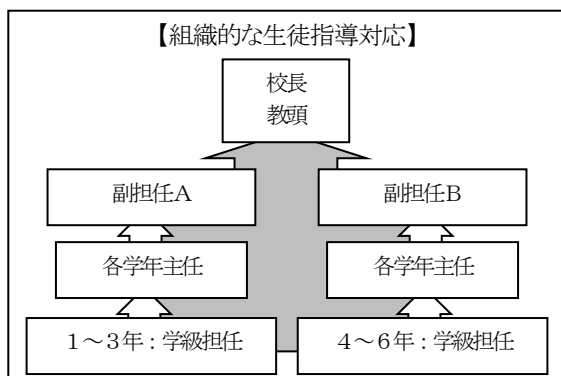 【組織的な生徒指導対応】
校長
教頭
副担任A
副担任B
各学年主任
各学年主任
1~3年:学級担任
4~6年:学級担任